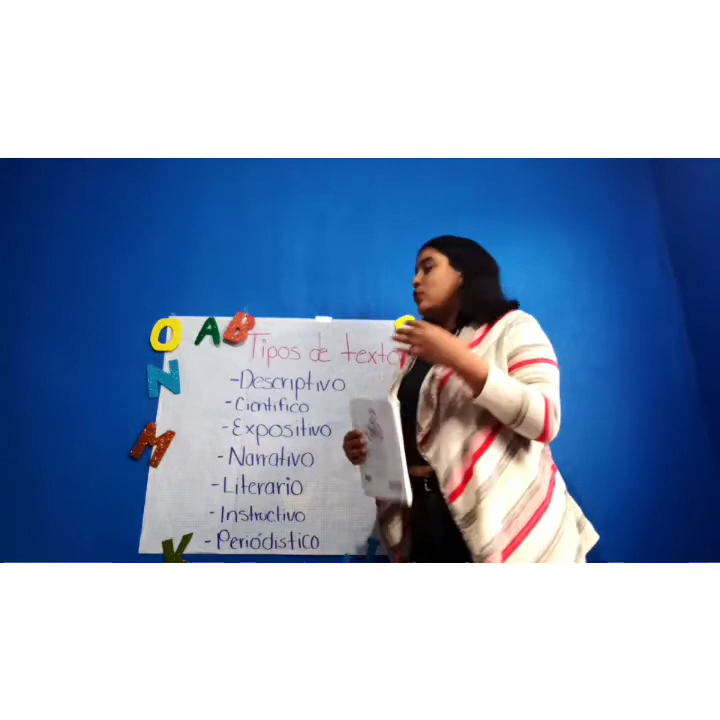 O A B
N
M
Y
Tipos de texto
-Descriptivo
-Científico
-Expositivo
-Narrativo
-Literario
-Instructivo
-Periódistico